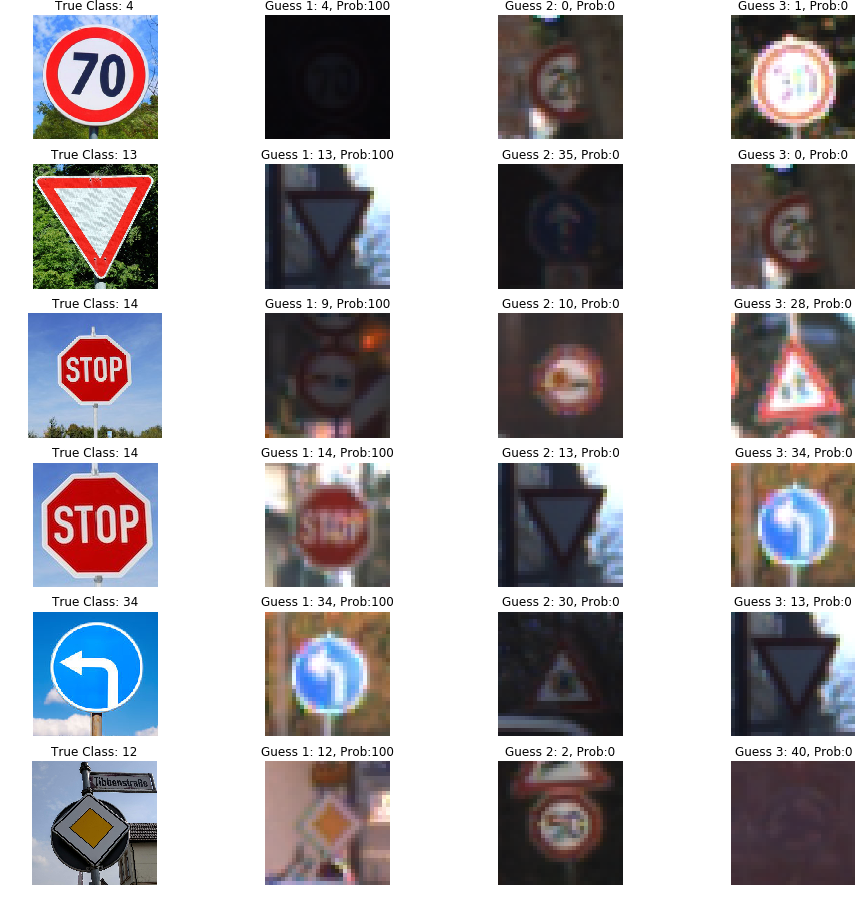 True Class: 4 Guess 1: 4, Prob:100 Guess 2: 0, Prob:0 Guess 3: 1, Prob:0
70 70
True Class: 13 Guess 1: 13, Prob:100 Guess 2: 35, Prob:0 Guess 3: 0, Prob:0
True Class: 14 Guess 1: 9, Prob:100 Guess 2: 10, Prob:0 Guess 3: 28, Prob:0
STOP
True Class: 14 Guess 1: 14, Prob:100 Guess 2: 13, Prob:0 Guess 3: 34, Prob:0
STOP STOP
True Class: 34 Guess 1: 34, Prob:100 Guess 2: 30, Prob:0 Guess 3: 13, Prob:0
True Class: 12 Guess 1: 12, Prob:100 Guess 2: 2, Prob:0 Guess 3: 40, Prob:0
Tibbenstraße